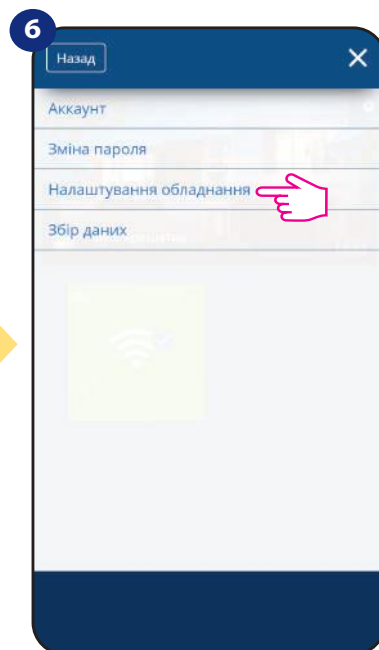 6
Назад
Аккаунт
Зміна пароля
Налаштування обладнання
Збір даних